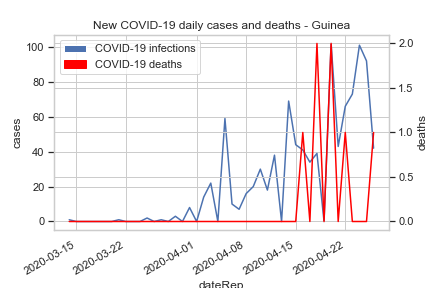 New COVID-19 daily cases and deaths - Guinea
COVID-19 infections
COVID-19 deaths
cases
100
80
60
40
20
0
deaths
2.0
1.5
1.0
0.5
0.0
2020-03-15
2020-03-22
2020-04-01
2020-04-08
2020-04-15
2020-04-22
dateRep